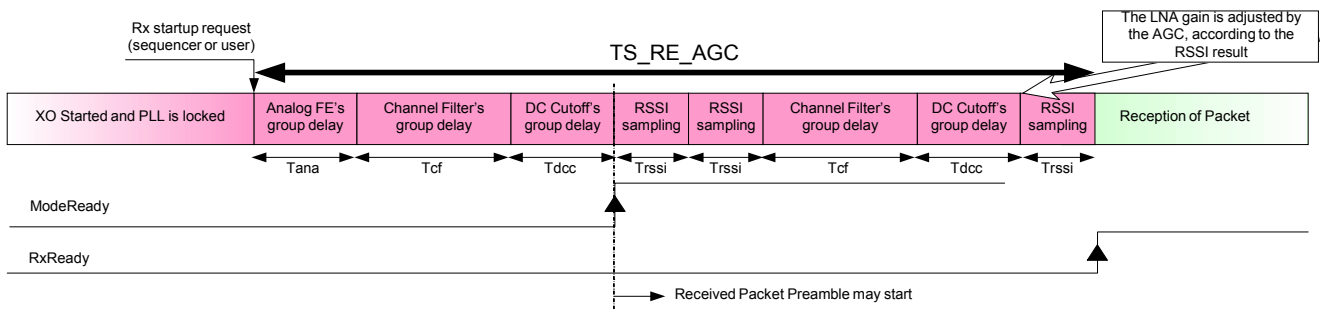 Rx startup request
(sequencer or user)
TS_RE_AGC
The LNA gain is adjusted by
the AGC, according to the
RSSI result
XO Started and PLL is locked
Analog FE's
group delay
Channel Filter's
group delay
DC Cutoff's
group delay
RSSI
sampling
RSSI
sampling
Channel Filter's
group delay
DC Cutoff's
group delay
RSSI
sampling
Reception of Packet
Tana
Tcf
Tdcc
Trssi
Trssi
Tcf
Tdcc
Trssi
ModeReady
RxReady
Received Packet Preamble may start